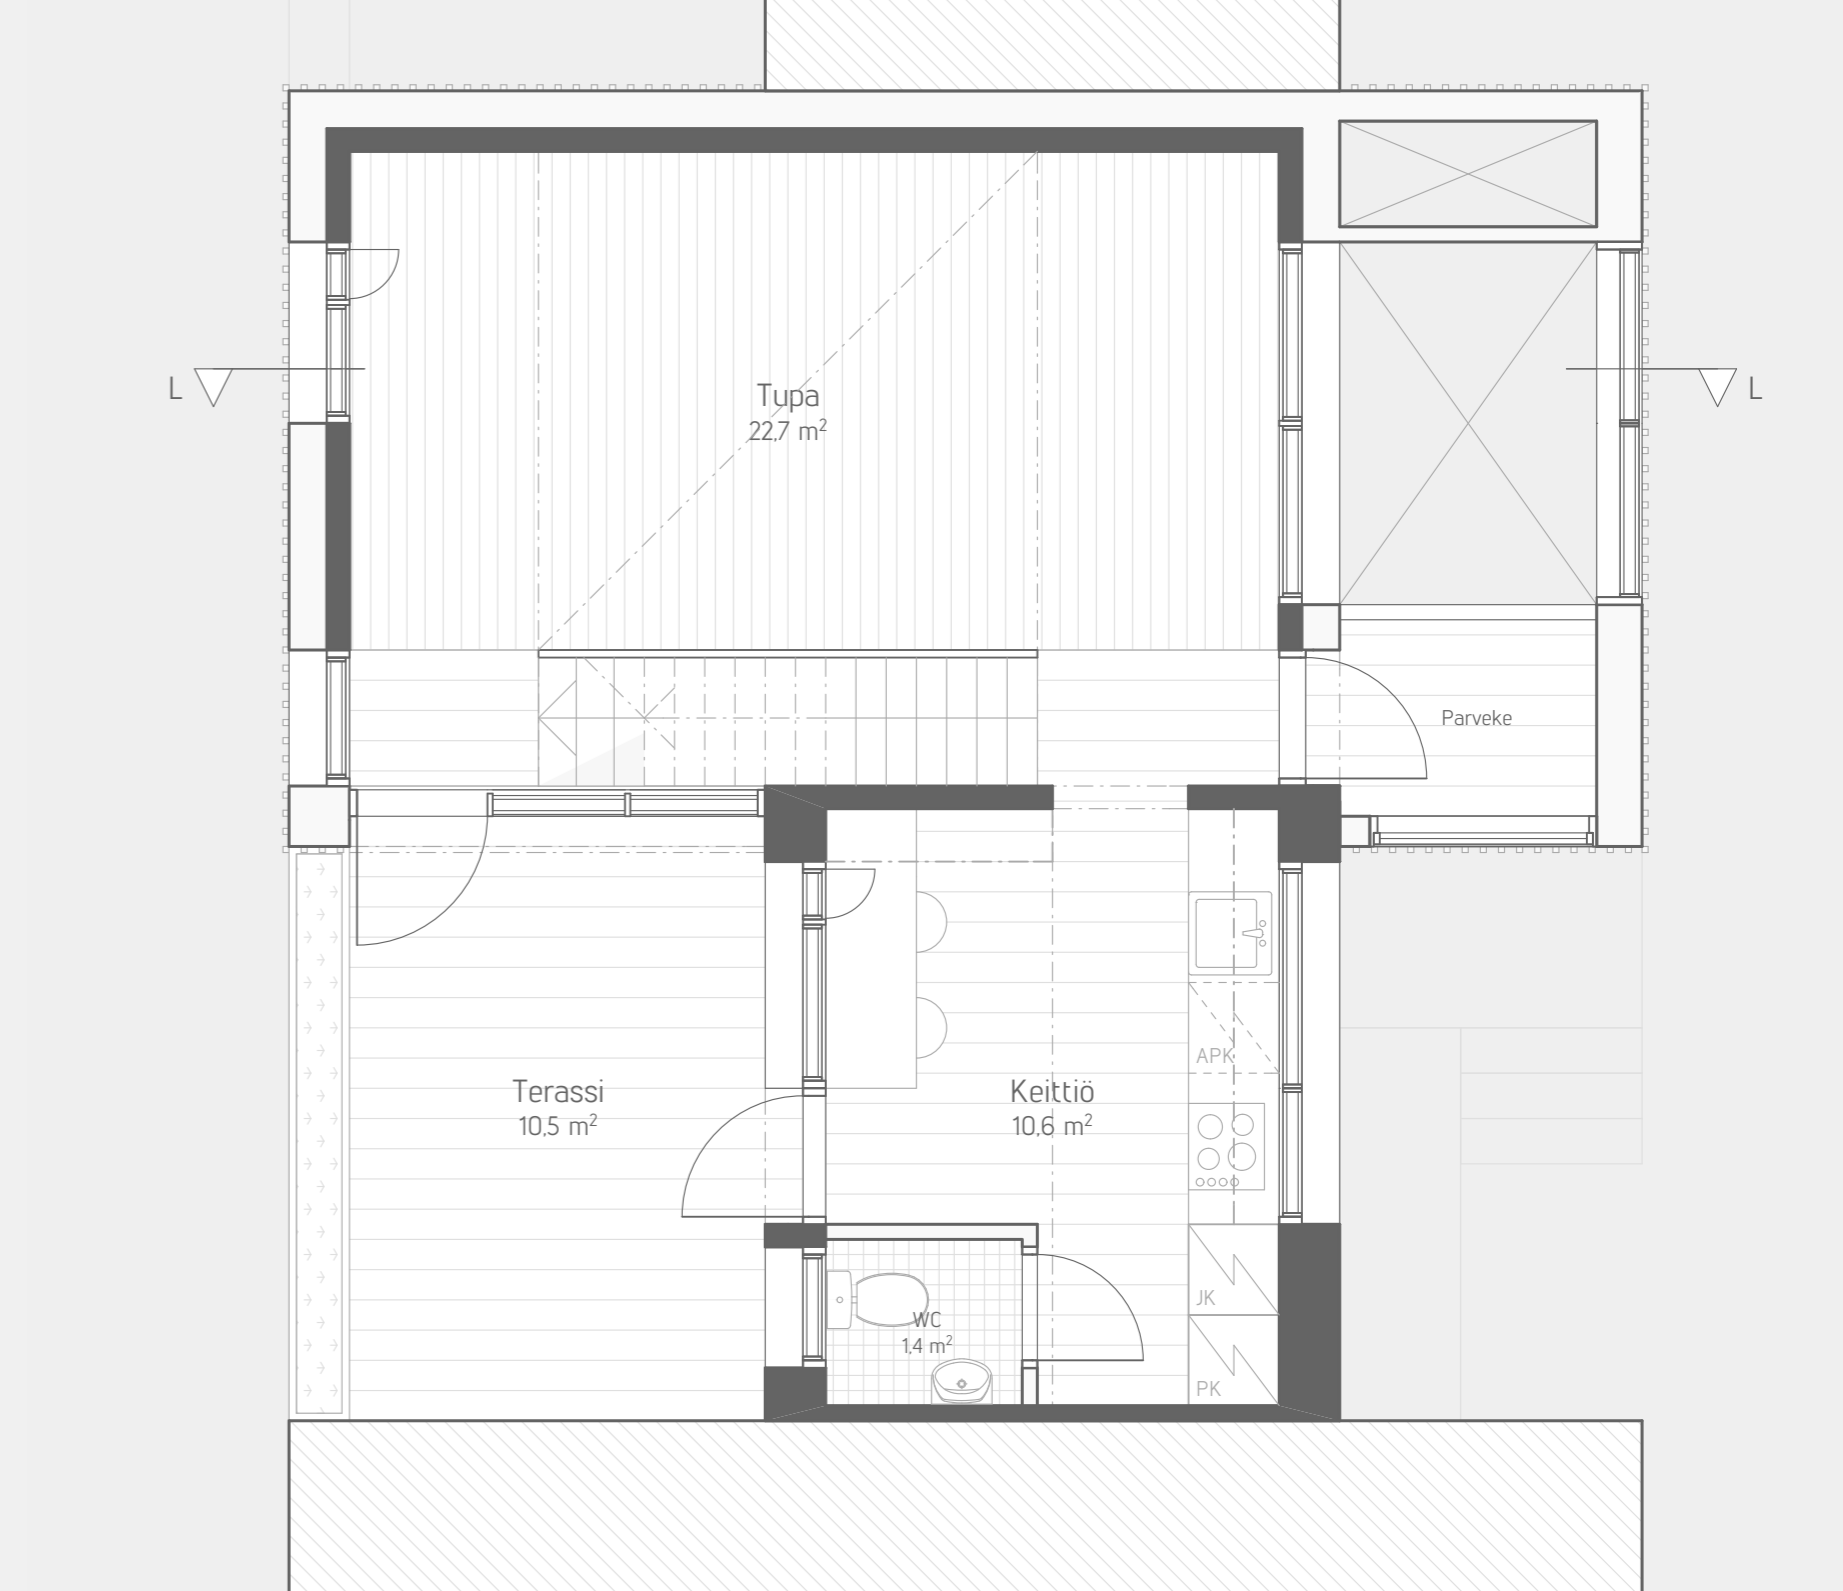 Tupa
22,7 m²
L
L
Parveke
APK
Terassi
10,5 m²
Keittiö
10,6 m²
JK
WC
1,4 m²
PK